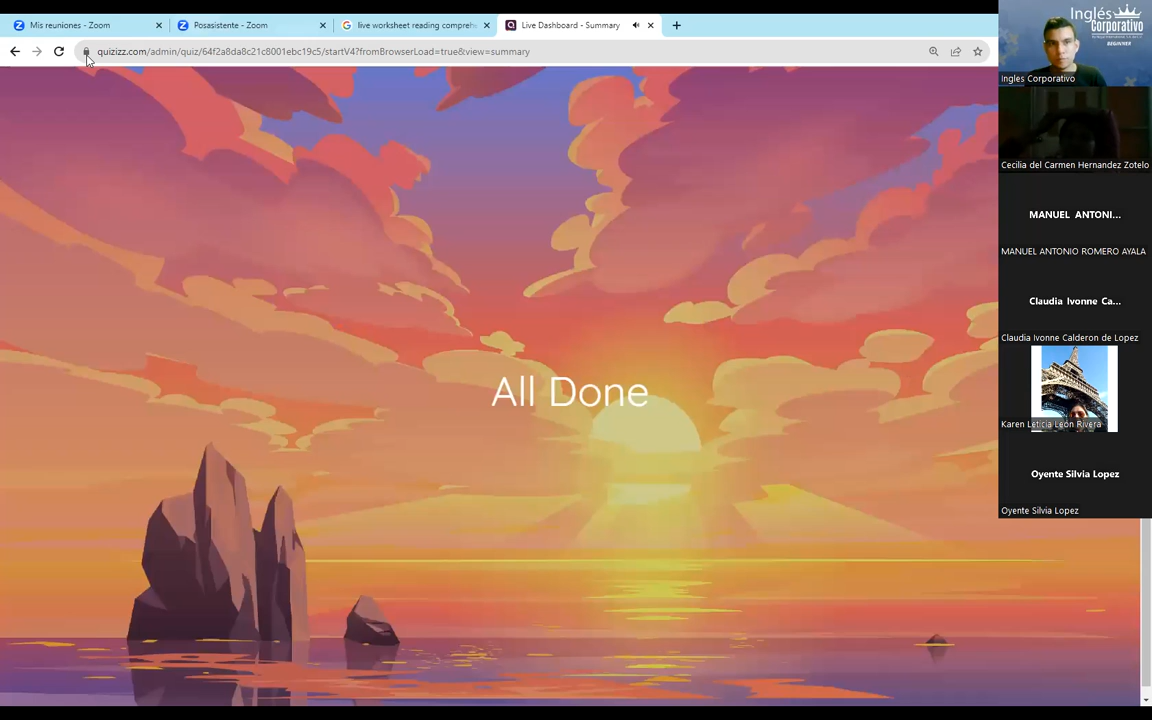 Mis reuniones - Zoom
Posasistente - Zoom
live worksheet reading comprehe
Live Dashboard - Summary
quizizz.com/admin/quiz/64f2a8da8c21c8001ebc19c5/startV4?fromBrowserLoad=true&view=summary
All Done
Inglés
Corporativo
BEGINNER
Ingles Corporativo
Cecilia del Carmen Hernandez Zotelo
MANUEL ANTONI...
MANUEL ANTONIO ROMERO AYALA
Claudia Ivonne Ca...
Claudia Ivonne Calderon de Lopez
Karen Leticia Leon Rivera
Oyente Silvia Lopez
Oyente Silvia Lopez